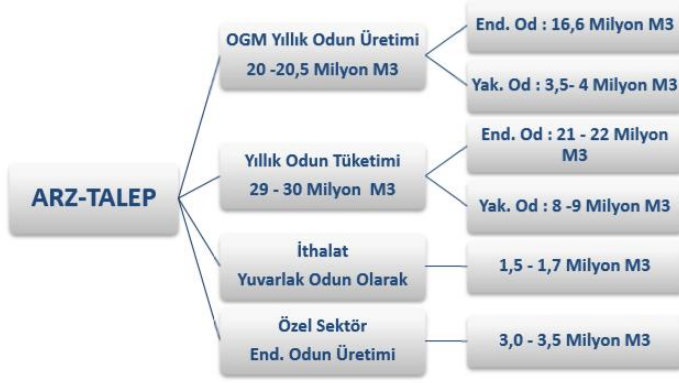 ARZ-TALEP
OGM Yıllık Odun Üretimi
20 -20,5 Milyon M3
End. Od : 16,6 Milyon M3
Yak. Od : 3,5- 4 Milyon M3
Yıllık Odun Tüketimi
29 - 30 Milyon M3
End. Od : 21 - 22 Milyon
M3
Yak. Od : 8 -9 Milyon M3
İthalat
Yuvarlak Odun Olarak
1,5 - 1,7 Milyon M3
Özel Sektör
End. Odun Üretimi
3,0 - 3,5 Milyon M3